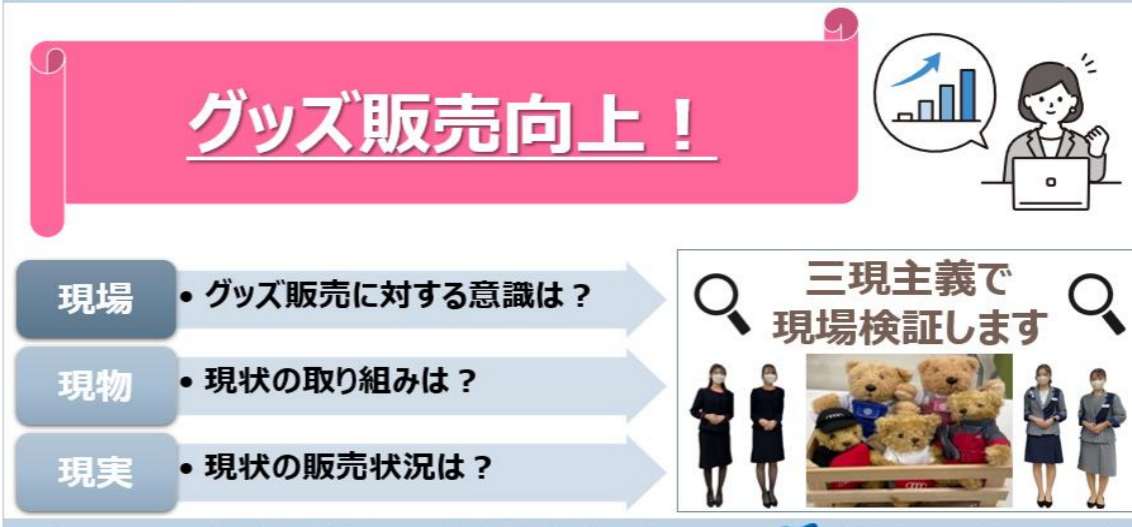 グッズ販売向上！
現場
• グッズ販売に対する意識は？
現物
• 現状の取り組みは？
現実
• 現状の販売状況は？
三現主義で
現場検証します